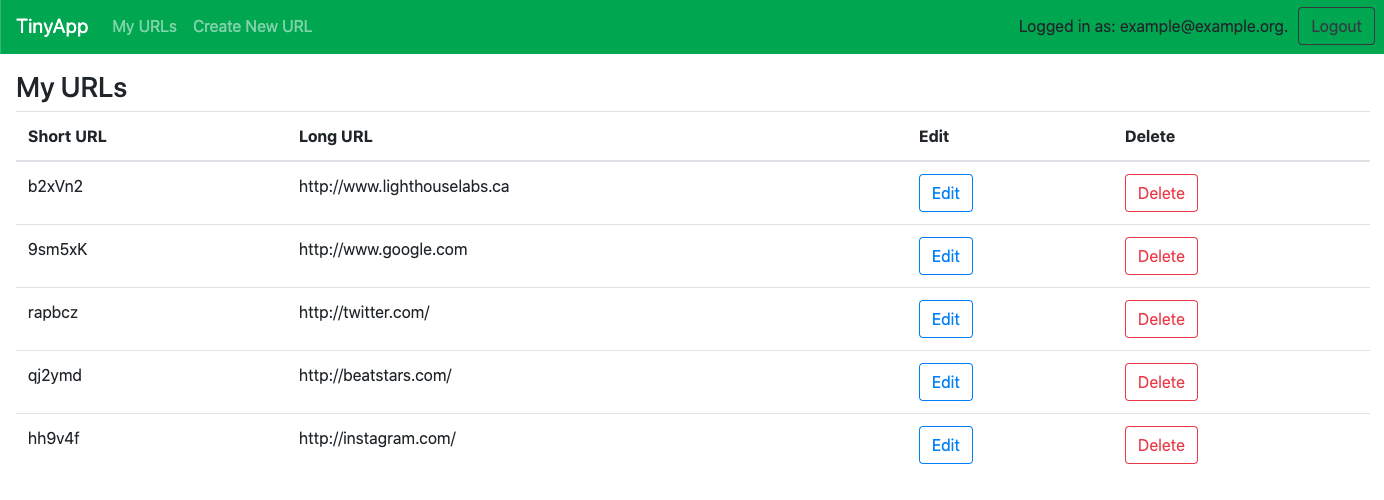 TinyApp My URLs Create New URL Logged in as: example@example.org. Logout
My URLs
Short URL Long URL Edit Delete
b2xVn2 http://www.lighthouselabs.ca Edit Delete
9sm5xK http://www.google.com Edit Delete
rapbcz http://twitter.com/ Edit Delete
qj2ymd http://beatstars.com/ Edit Delete
hh9v4f http://instagram.com/ Edit Delete